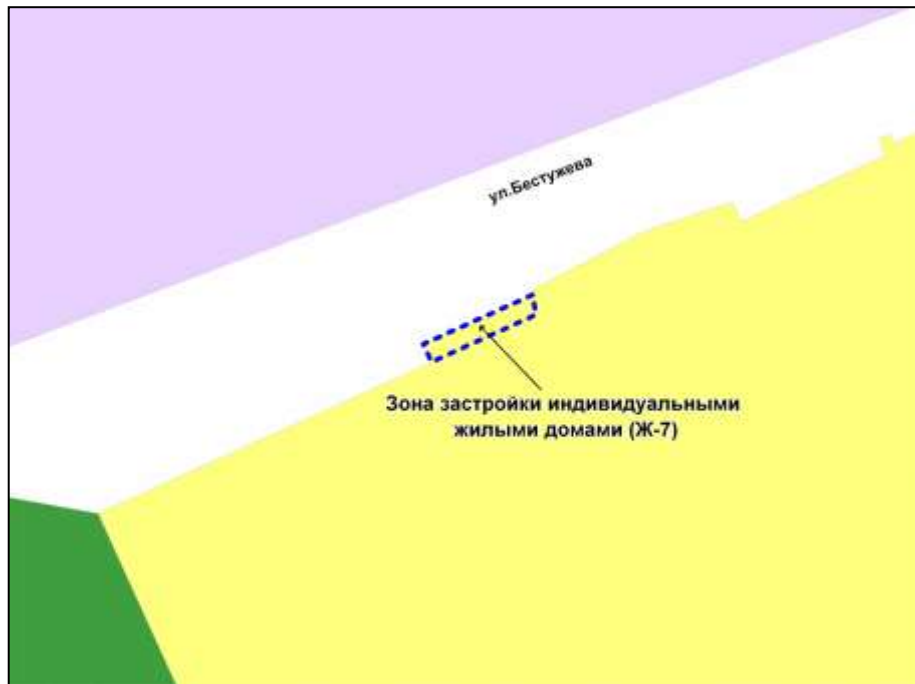 ул.Бестужева
Зона застройки индивидуальными
жилыми домами (Ж-7)